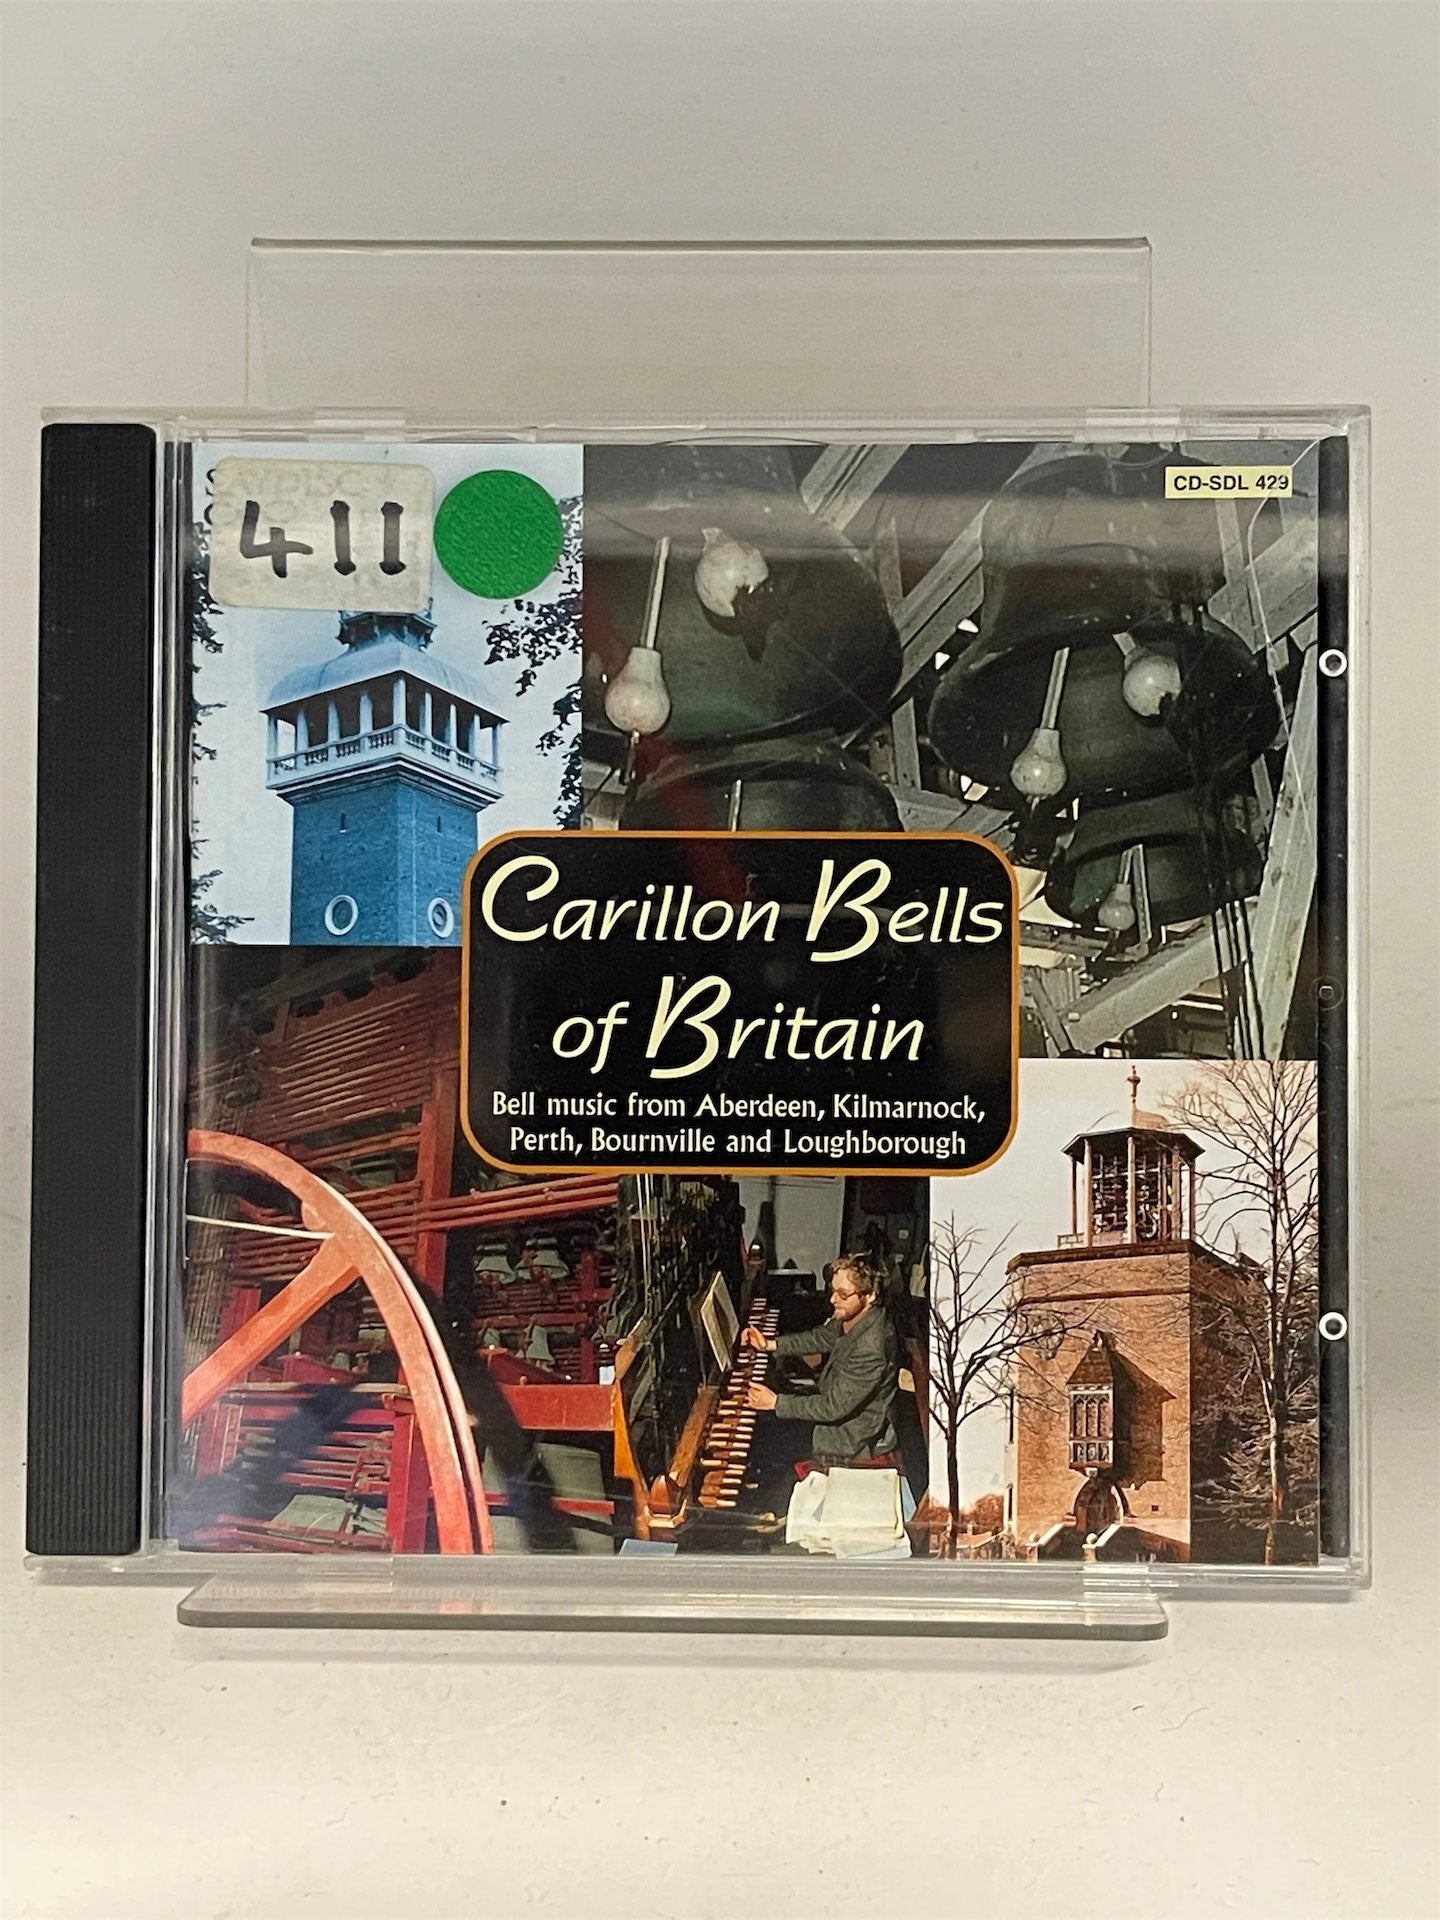 411
CD-SDL 429
Carillon Bells
of Britain
Bell music from Aberdeen, Kilmarnock,
Perth, Bournville and Loughborough